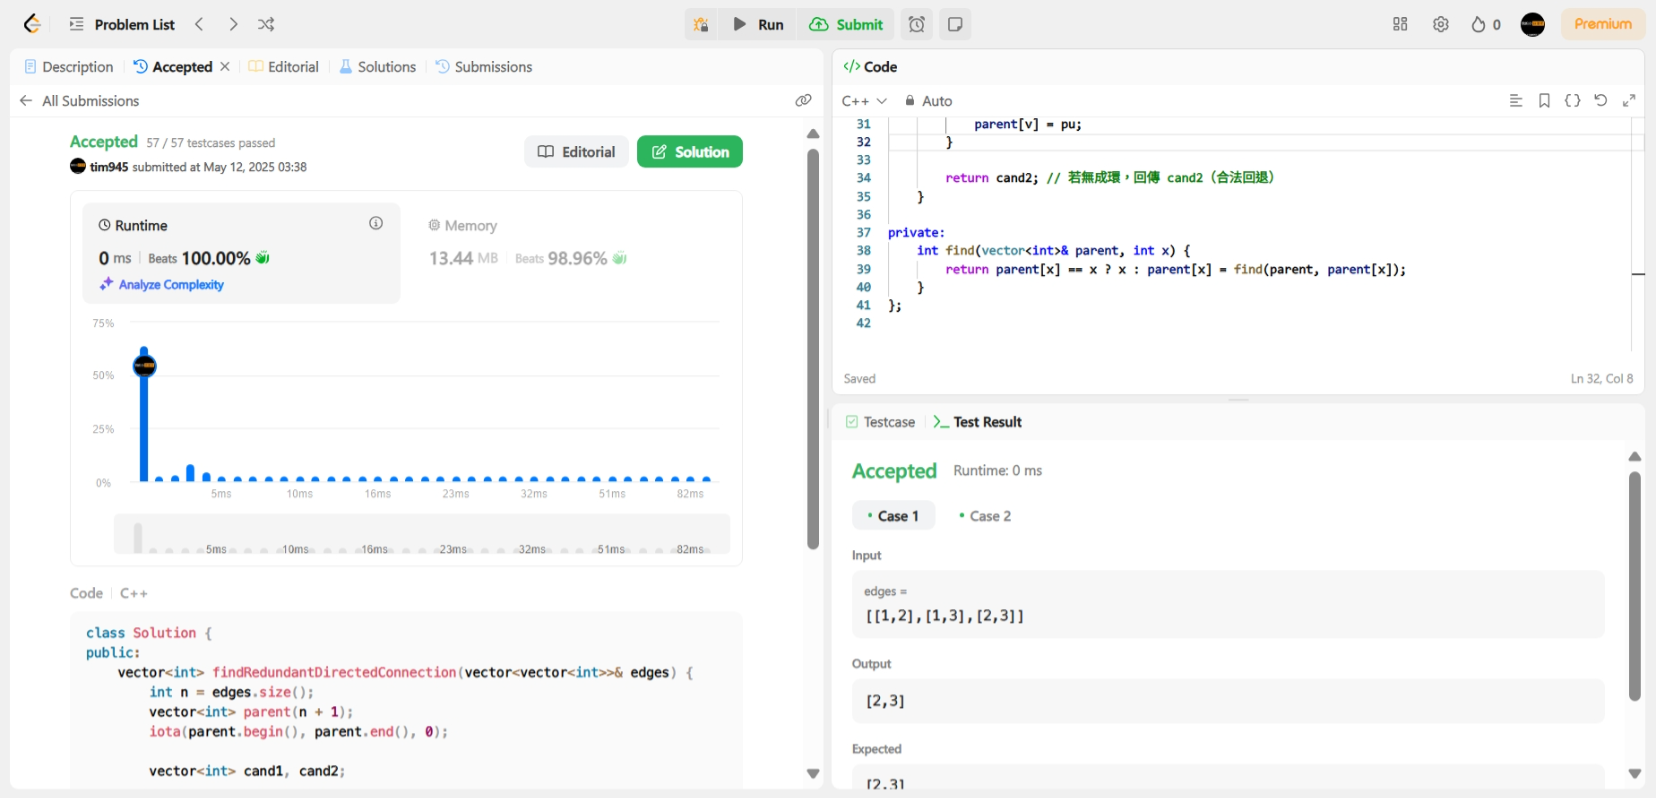 Problem List
Run
Submit
0
Premium
Description
Accepted
Editorial
Solutions
Submissions
All Submissions
Accepted 57 / 57 testcases passed
tim945 submitted at May 12, 2025 03:38
Editorial
Solution
Runtime
0 ms | Beats 100.00%
Analyze Complexity
Memory
13.44 MB | Beats 98.96%
75%
50%
25%
0%
5ms 10ms 16ms 23ms 32ms 51ms 82ms
5ms 10ms 16ms 23ms 32ms 51ms 82ms
Code | C++
class Solution {
public:
vector<int> findRedundantDirectedConnection(vector<vector<int>>& edges) {
int n = edges.size();
vector<int> parent(n + 1);
iota(parent.begin(), parent.end(), 0);
vector<int> cand1, cand2;
</> Code
C++ Auto
31 parent[v] = pu;
32 }
33
34 return cand2; // 若無成環，回傳 cand2（合法回退）
35 }
36
37 private:
38 int find(vector<int>& parent, int x) {
39 return parent[x] == x ? x : parent[x] = find(parent, parent[x]);
40 }
41 };
42
Saved
Ln 32, Col 8
Testcase
Test Result
Accepted Runtime: 0 ms
Case 1
Case 2
Input
edges =
[[1,2],[1,3],[2,3]]
Output
[2,3]
Expected
[2,3]